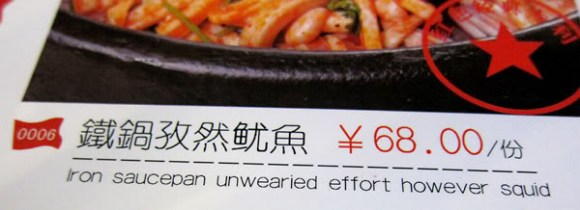 0006 鐵鍋孜然魷魚 ¥68.00/份
Iron saucepan unwearied effort however squid